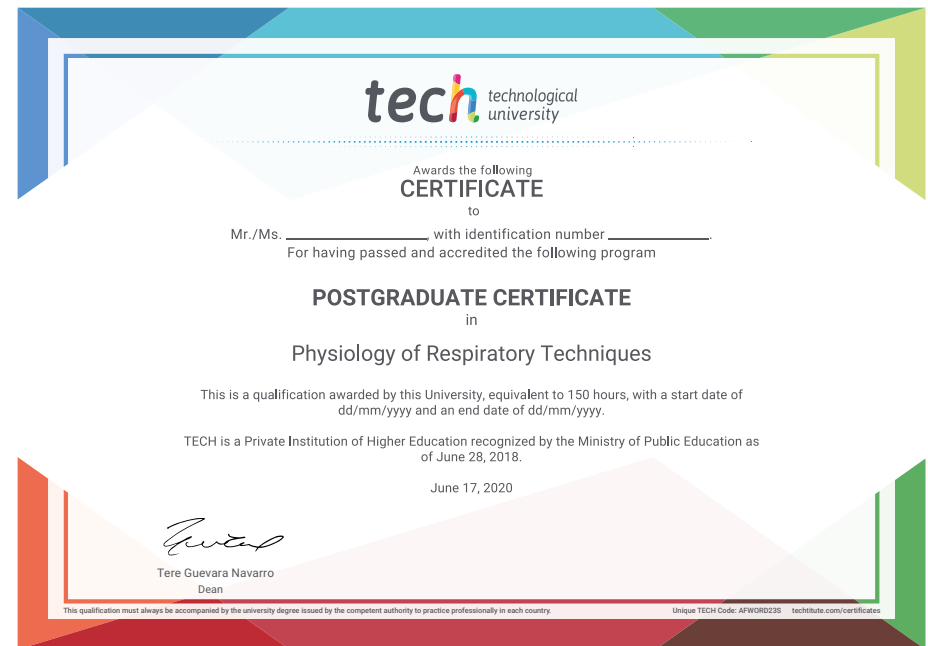 tech technological
university
Awards the following
CERTIFICATE
to
Mr./Ms. ____________________, with identification number ______________.
For having passed and accredited the following program
POSTGRADUATE CERTIFICATE
in
Physiology of Respiratory Techniques
This is a qualification awarded by this University, equivalent to 150 hours, with a start date of
dd/mm/yyyy and an end date of dd/mm/yyyy.
TECH is a Private Institution of Higher Education recognized by the Ministry of Public Education as
of June 28, 2018.
June 17, 2020
Tere Guevara Navarro
Dean
This qualification must always be accompanied by the university degree issued by the competent authority to practice professionally in each country.
Unique TECH Code: AFWORD23S techtitute.com/certificates